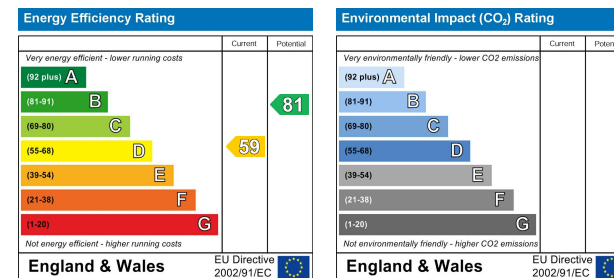 Energy Efficiency Rating
Current Potential
Very energy efficient - lower running costs
(92 plus) A
(81-91) B
81
(69-80) C
(55-68) D
59
(39-54) E
(21-38) F
(1-20) G
Not energy efficient - higher running costs
England & Wales
EU Directive
2002/91/EC
Environmental Impact (CO₂) Rating
Current Poten
Very environmentally friendly - lower CO2 emissions
(92 plus) A
(81-91) B
(69-80) C
(55-68) D
(39-54) E
(21-38) F
(1-20) G
Not environmentally friendly - higher CO2 emissions
England & Wales
EU Directive
2002/91/EC